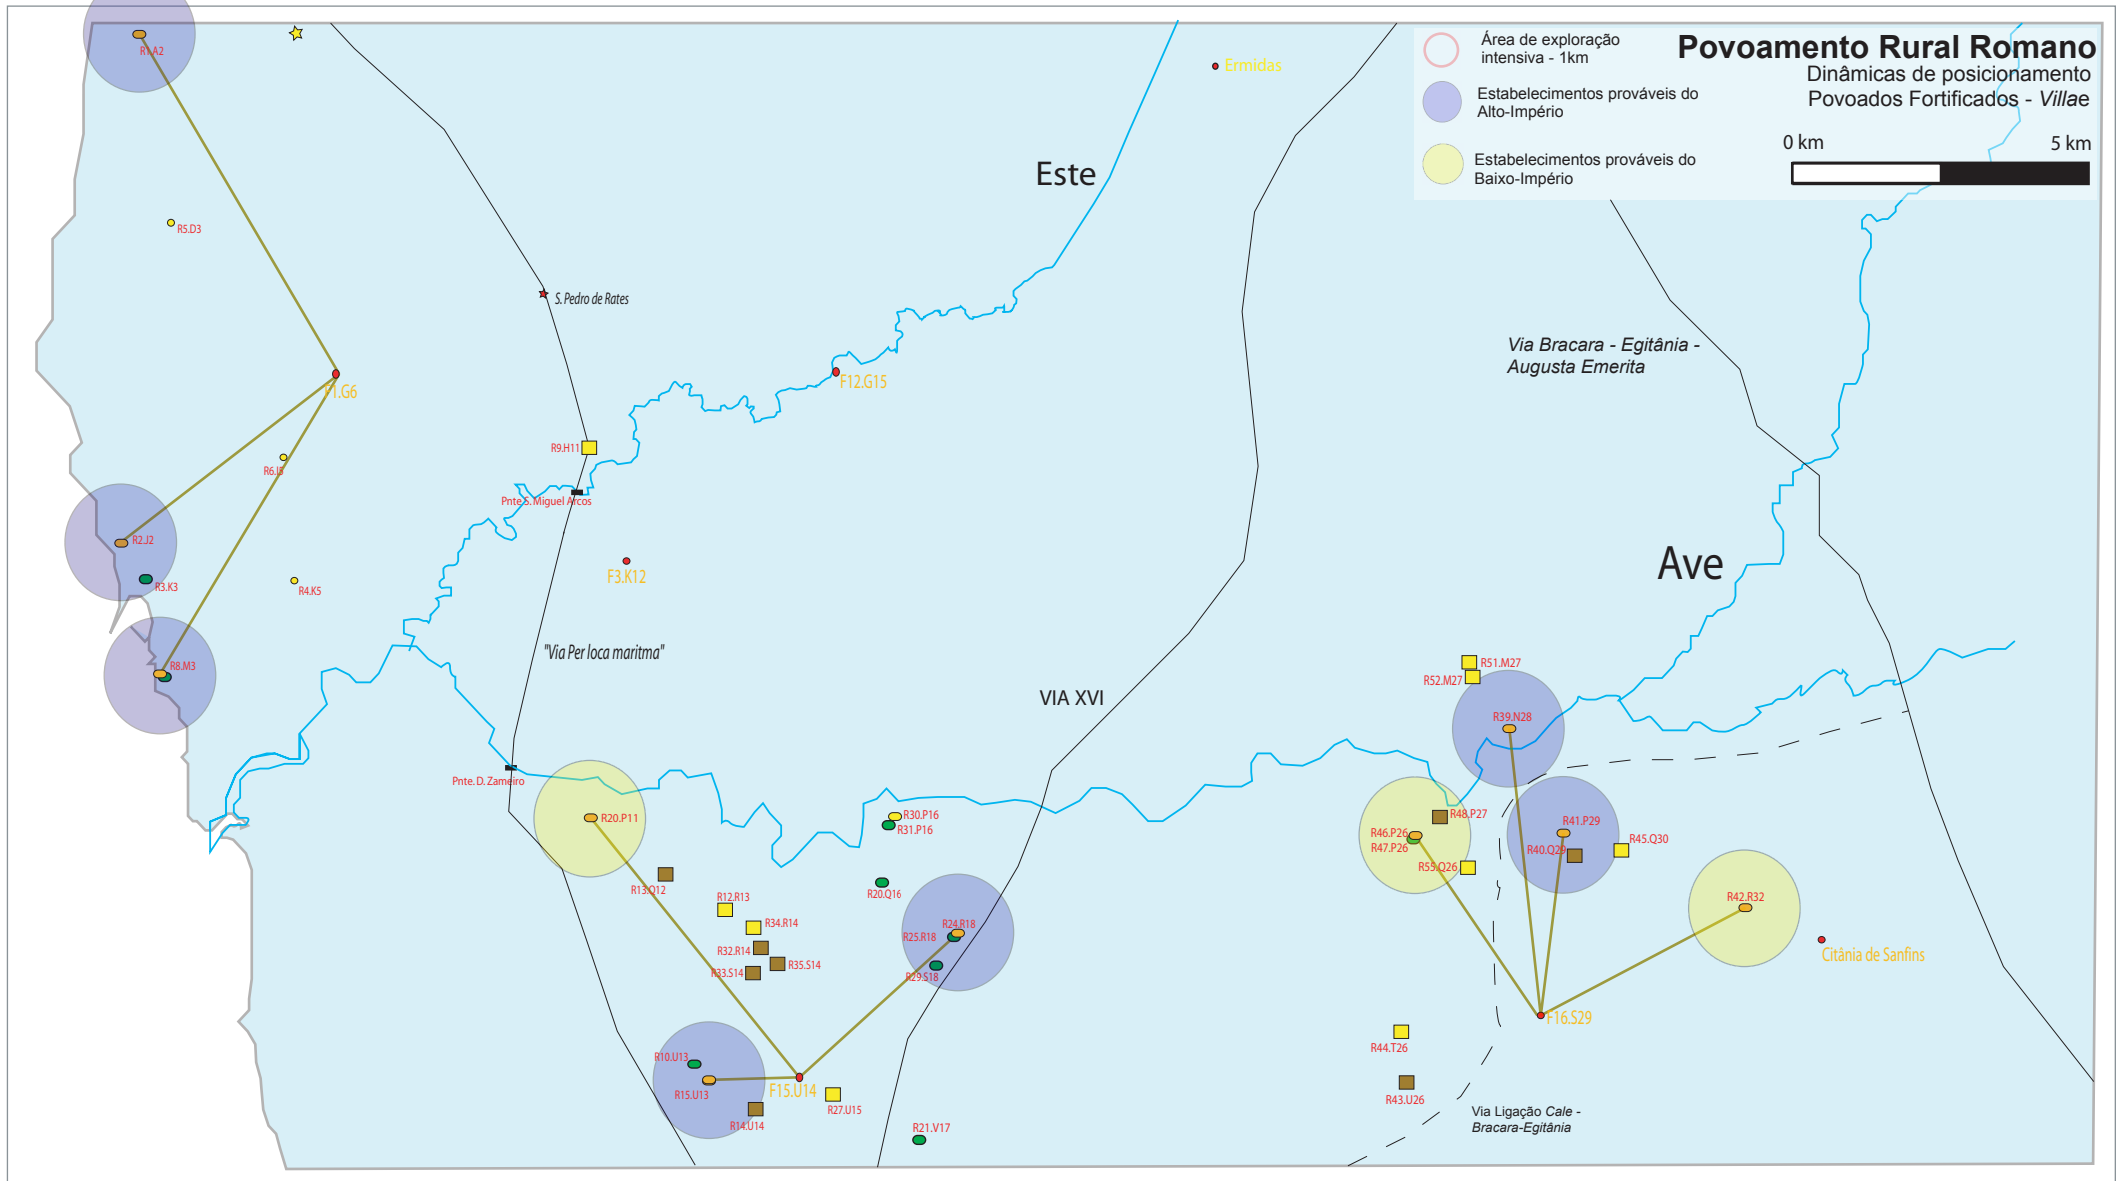 Povoamento Rural Romano
Dinâmicas de posicionamento
Povoados Fortificados - Villae
0 km
5 km
Área de exploração
intensiva - 1km
Estabelecimentos prováveis do
Alto-Império
Estabelecimentos prováveis do
Baixo-Império
R1.A2
Ermidas
Este
R5.D3
S. Pedro de Rates
Via Bracara - Egitânia -
Augusta Emerita
F1.G6
F12.G15
R9.H11
R6.I5
Pnte S. Miguel Arcos
R2.J2
R3.K3
R4.K5
F3.K12
Ave
"Via Per loca maritma"
R8.M3
R51.M27
R52.M27
VIA XVI
R39.N28
Pnte. D. Zameiro
R20.P11
R30.P16
R31.P16
R48.P27
R46.P26
R47.P26
R41.P29
R40.Q29
R45.Q30
R55.Q26
R13.Q12
R20.Q16
R12.R13
R34.R14
R32.R14
R35.S14
R33.S14
R24.R18
R25.R18
R29.S18
R42.R32
Citânia de Sanfins
F16.S29
R44.T26
R43.U26
R10.U13
R15.U13
F15.U14
R27.U15
R14.U14
R21.V17
Via Ligação Cale -
Bracara-Egitânia